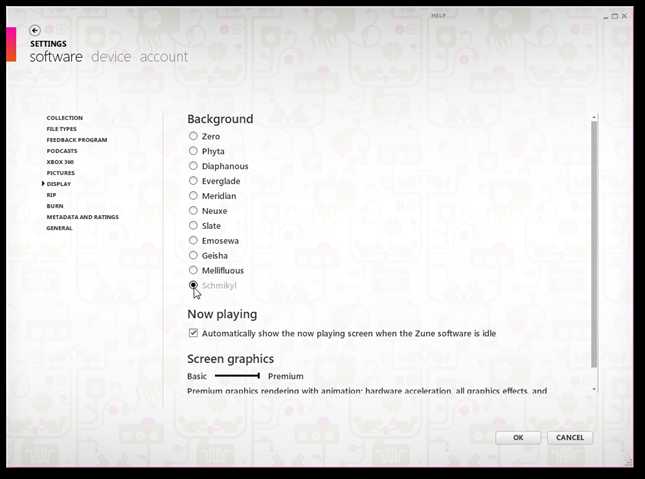 HELP
SETTINGS
software device account
COLLECTION
FILE TYPES
FEEDBACK PROGRAM
PODCASTS
XBOX 360
PICTURES
DISPLAY
RIP
BURN
METADATA AND RATINGS
GENERAL
Background
Zero
Phyta
Diaphanous
Everglade
Meridian
Neuxe
Slate
Emosewa
Geisha
Mellifluous
Schmikyl
Now playing
Automatically show the now playing screen when the Zune software is idle
Screen graphics
Basic Premium
Premium graphics rendering with animation: hardware acceleration, all graphics effects, and
OK CANCEL